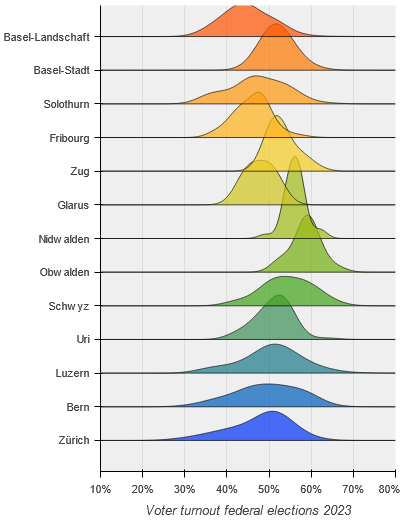 Basel-Landschaft
Basel-Stadt
Solothurn
Fribourg
Zug
Glarus
Nidwalden
Obwalden
Schwyz
Uri
Luzern
Bern
Zürich
10% 20% 30% 40% 50% 60% 70% 80%
Voter turnout federal elections 2023